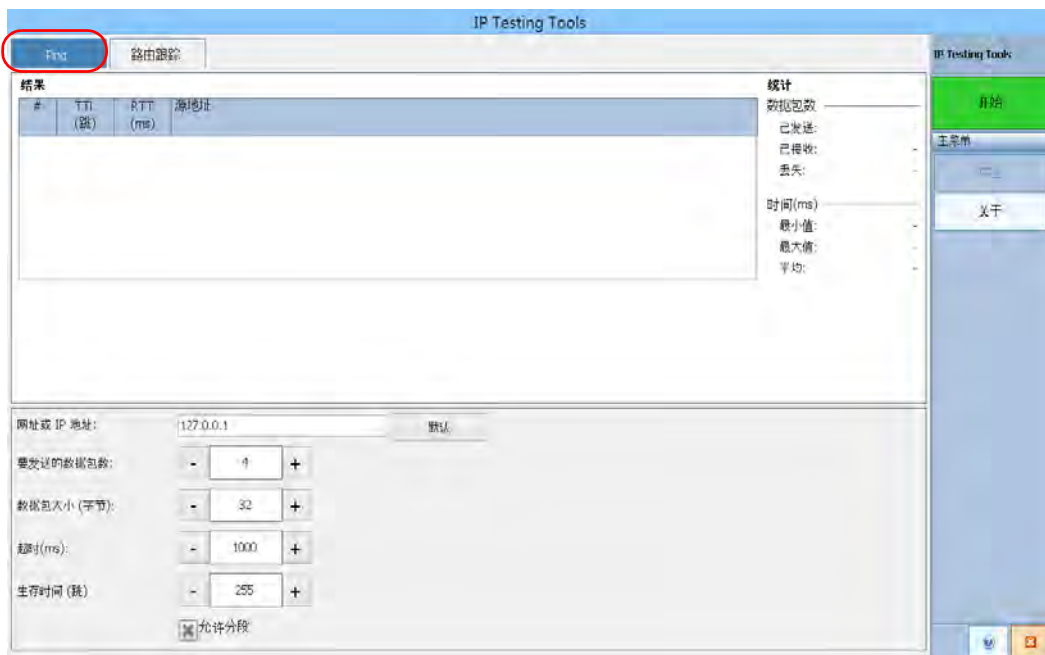 IP Testing Tools
Ping
路由跟踪
IP Testing Tools
结果
统计
# TTL (跳) RTT (ms) 源地址
数据包数
已发送:
已接收: -
丢失: -
时间(ms)
最小值: -
最大值: -
平均: -
开始
主菜单
关于
网址或 IP 地址: 127.0.0.1 默认
要发送的数据包数: - 4 +
数据包大小 (字节): - 32 +
超时(ms): - 1000 +
生存时间 (跳) - 255 +
允许分段